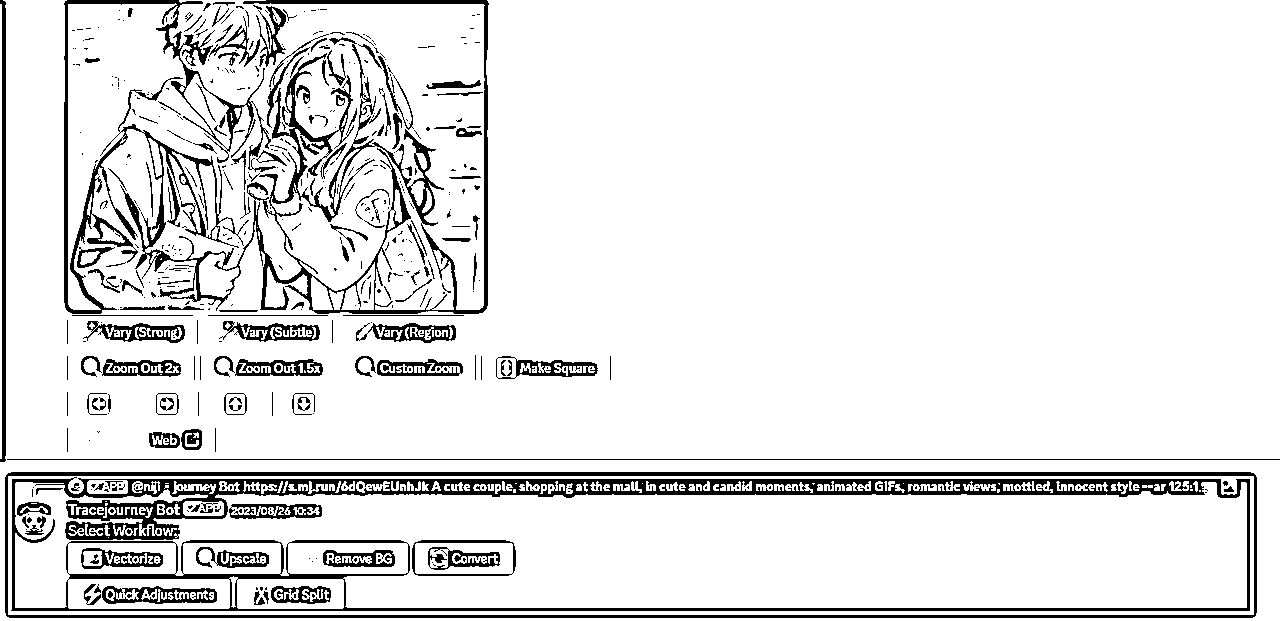 Vary (Strong) Vary (Subtle) Vary (Region)
Zoom Out 2x Zoom Out 1.5x Custom Zoom Make Square
Web
APP @niji・journey Bot https://s.mj.run/6dQewEUnhJk A cute couple, shopping at the mall, in cute and candid moments, animated GIFs, romantic views, mottled, innocent style --ar 125:1
Tracejourney Bot APP 2023/08/26 10:34
Select Workflow:
Vectorize Upscale Remove BG Convert
Quick Adjustments Grid Split